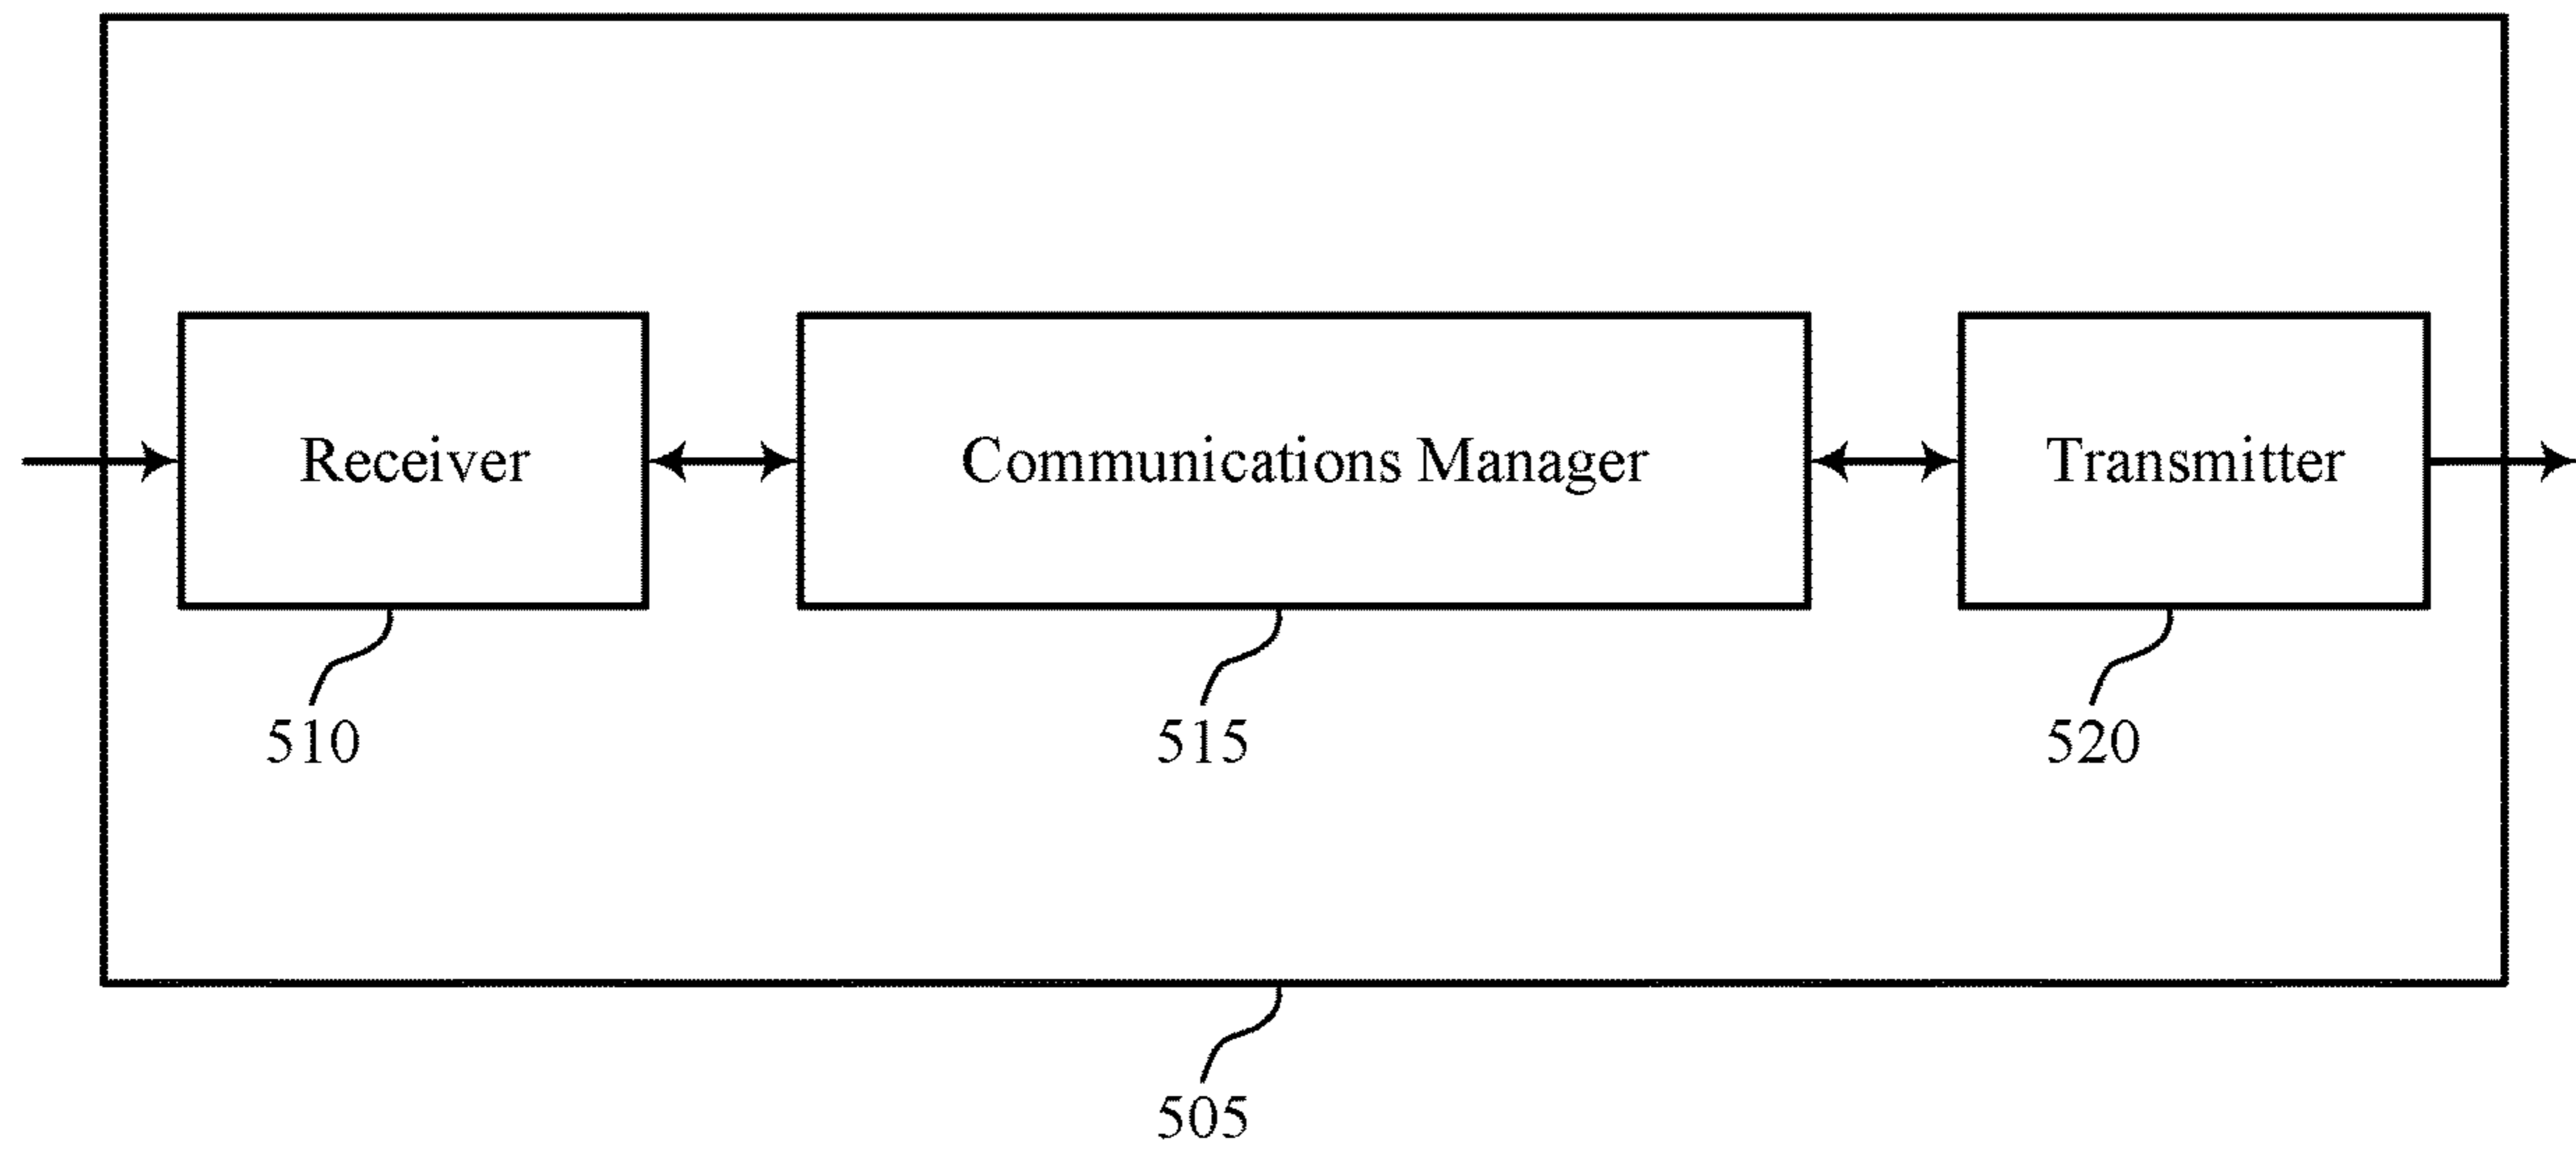 Receiver
Communications Manager
Transmitter
510
515
520
505